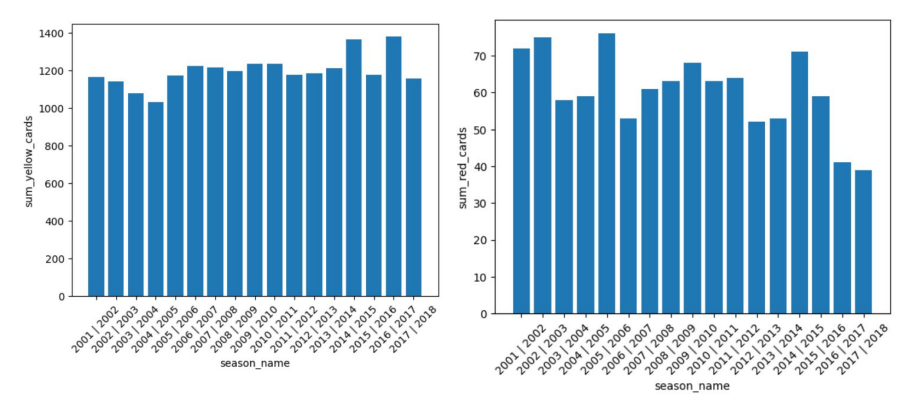 1400
1200
1000
800
600
400
200
0
sum_yellow_cards
2001 | 2002
2002 | 2003
2003 | 2004
2004 | 2005
2005 | 2006
2006 | 2007
2007 | 2008
2008 | 2009
2009 | 2010
2010 | 2011
2011 | 2012
2012 | 2013
2013 | 2014
2014 | 2015
2015 | 2016
2016 | 2017
2017 | 2018
season_name
70
60
50
40
30
20
10
0
sum_red_cards
2001 | 2002
2002 | 2003
2003 | 2004
2004 | 2005
2005 | 2006
2006 | 2007
2007 | 2008
2008 | 2009
2009 | 2010
2010 | 2011
2011 | 2012
2012 | 2013
2013 | 2014
2014 | 2015
2015 | 2016
2016 | 2017
2017 | 2018
season_name